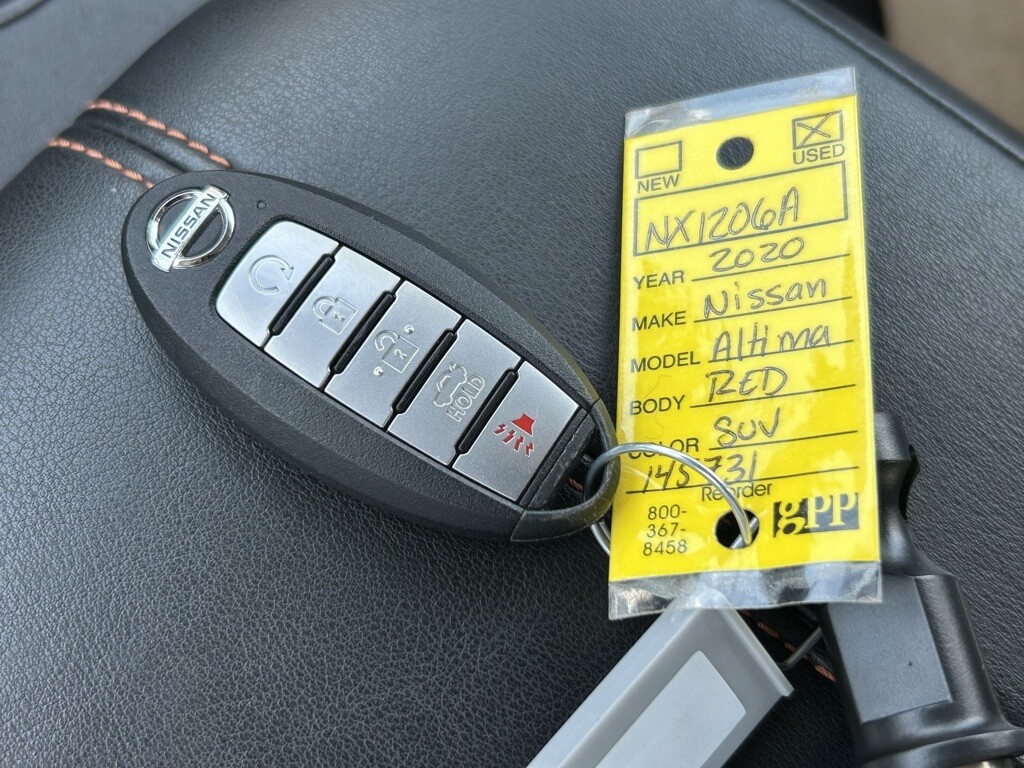 NISSAN
HOLD
NEW
USED
NX1206A
YEAR 2020
MAKE Nissan
MODEL Altima
BODY RED
COLOR SUV
145731
Reorder
800-
367-
8458
gPP